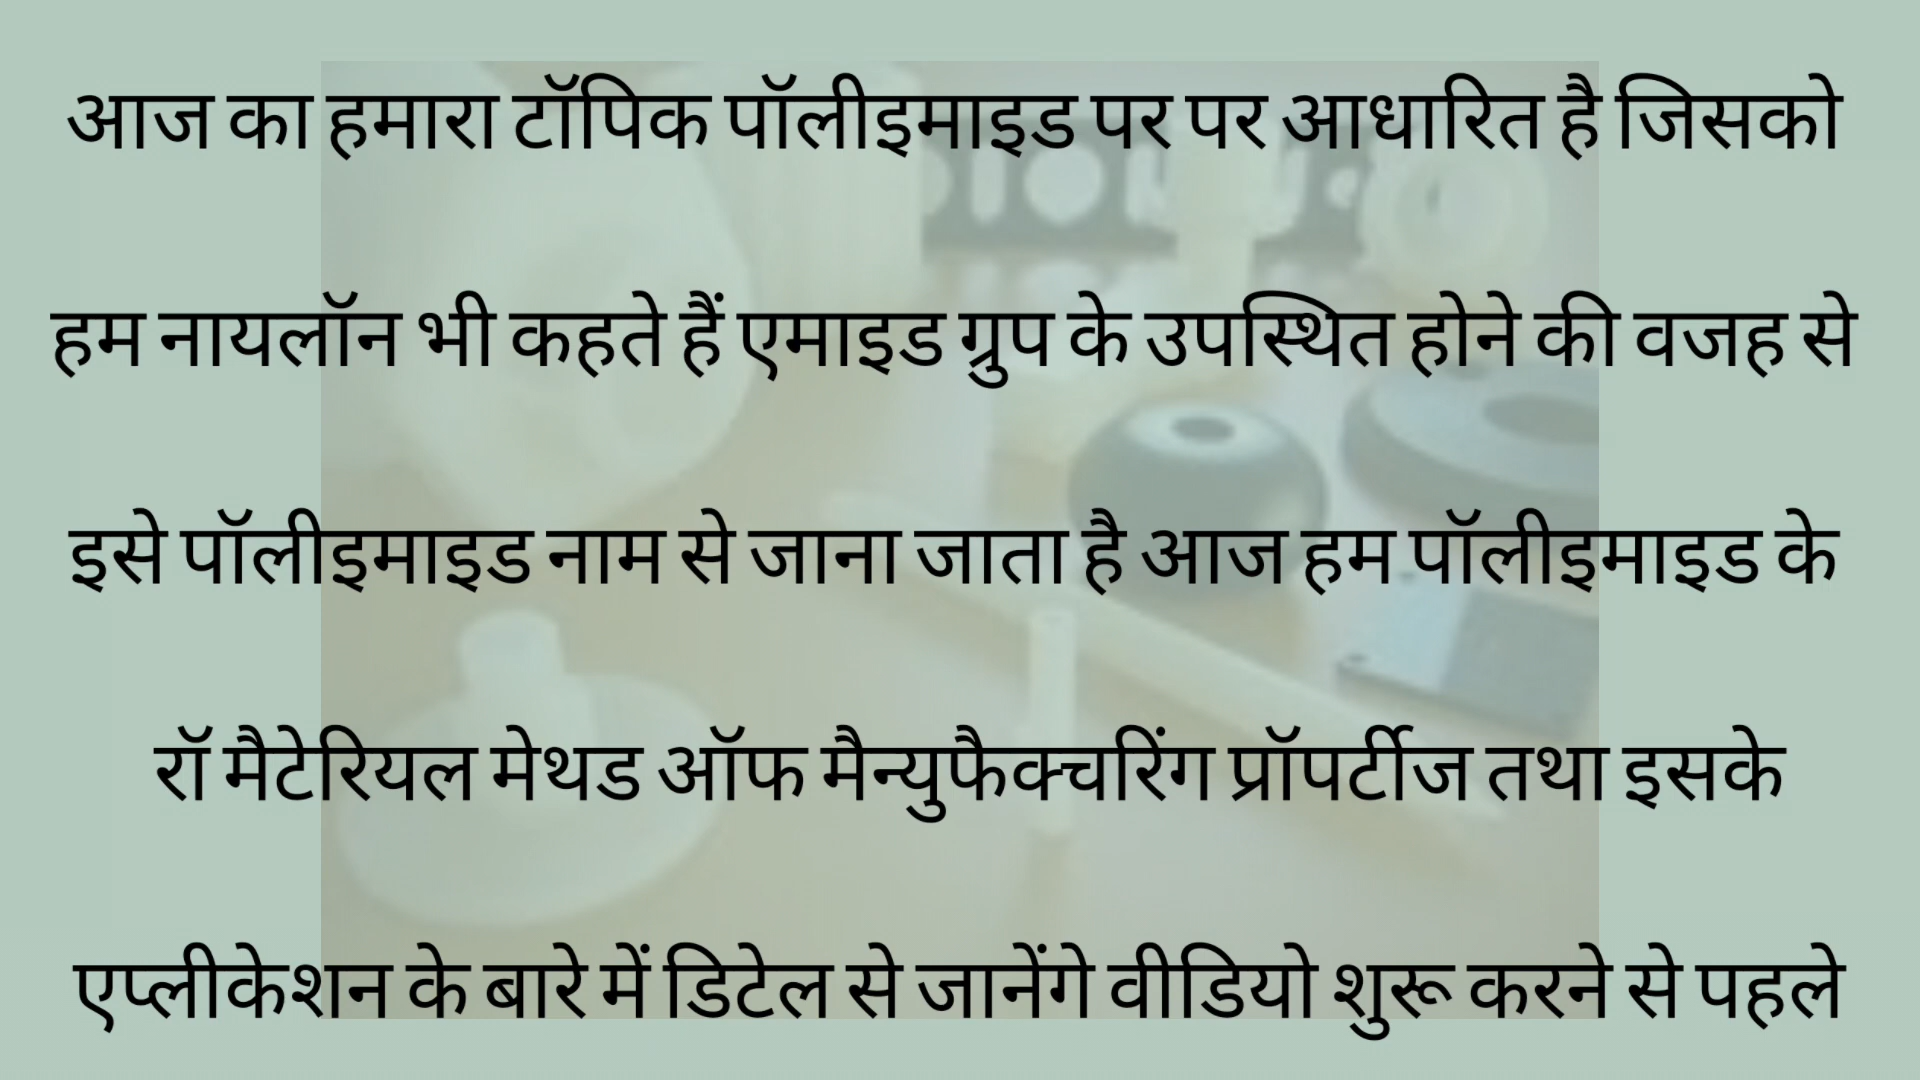 आज का हमारा टॉपिक पॉलीइमाइड पर पर आधारित है जिसको
हम नायलॉन भी कहते हैं एमाइड ग्रुप के उपस्थित होने की वजह से
इसे पॉलीइमाइड नाम से जाना जाता है आज हम पॉलीइमाइड के
रॉ मैटेरियल मेथड ऑफ मैन्युफैक्चरिंग प्रॉपर्टीज तथा इसके
एप्लीकेशन के बारे में डिटेल से जानेंगे वीडियो शुरू करने से पहले